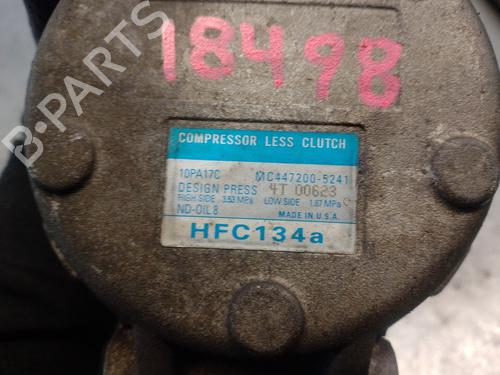 B-PARTS
18498
COMPRESSOR LESS CLUTCH
10PA17C MC447200-5241
DESIGN PRESS 4T 00623
HIGH SIDE 3.53 MPa LOW SIDE 1.67 MPa
ND-OIL 8 MADE IN U.S.A.
HFC134a